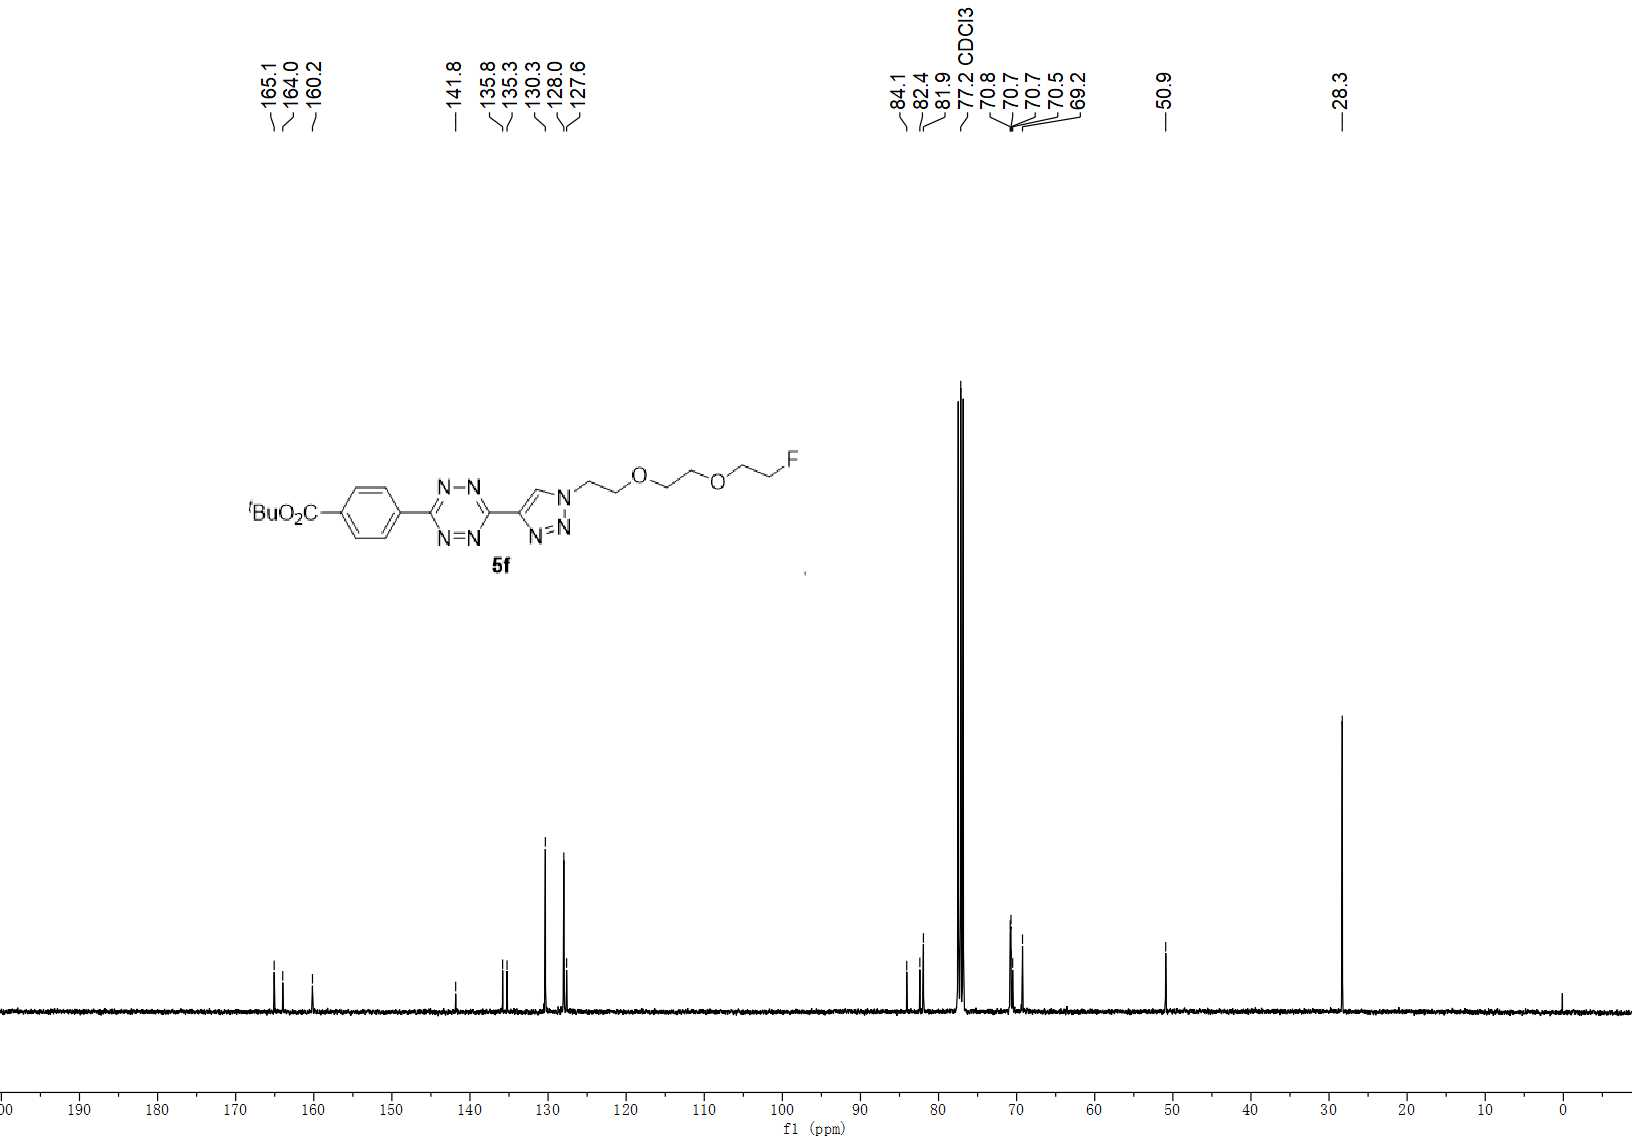 165.1
164.0
160.2
141.8
135.8
135.3
130.3
128.0
127.6
84.1
82.4
81.9
77.2 CDCl3
70.8
70.7
70.7
70.5
69.2
50.9
28.3
F
O
O
N N
N
tBuO2C
N
N=N
N=N
5f
00 190 180 170 160 150 140 130 120 110 100 90 80 70 60 50 40 30 20 10 0
f1 (ppm)